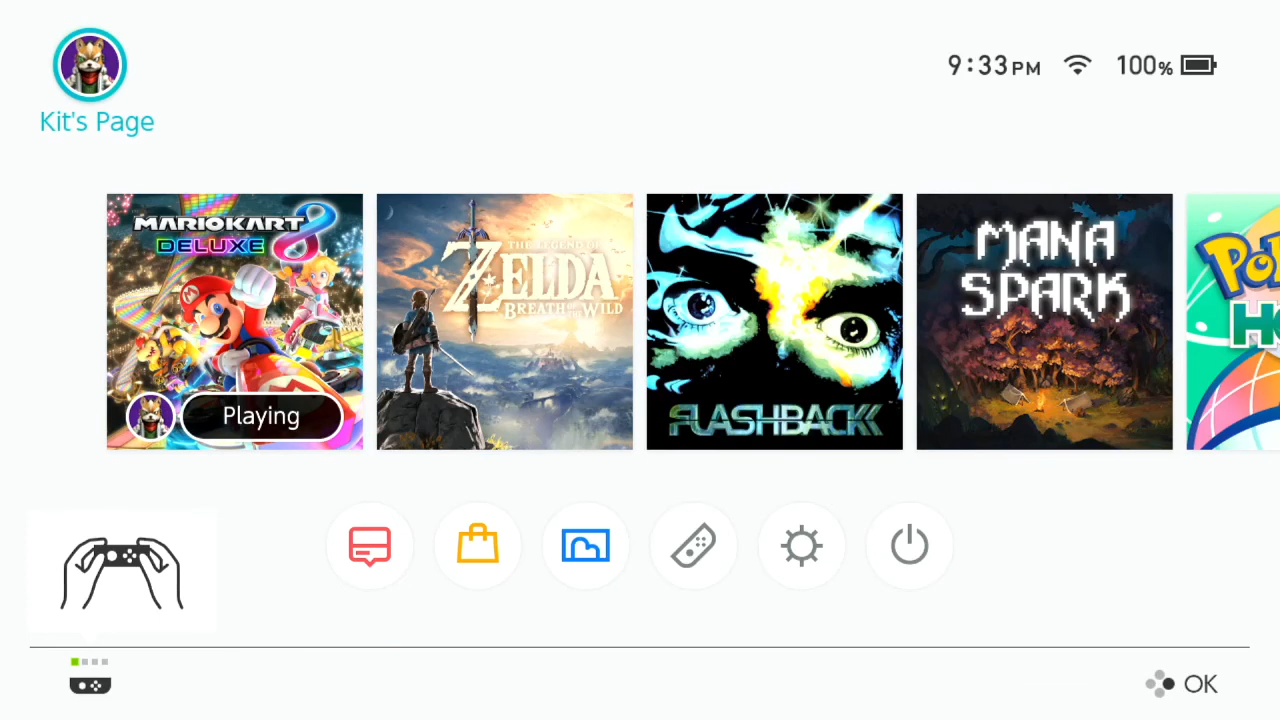 9:33PM 100%
Kit's Page
MARIOKART 8
DELUXE
Playing
THE LEGEND OF
ZELDA
BREATH OF THE WILD
FLASHBACK
MANA
SPARK
OK